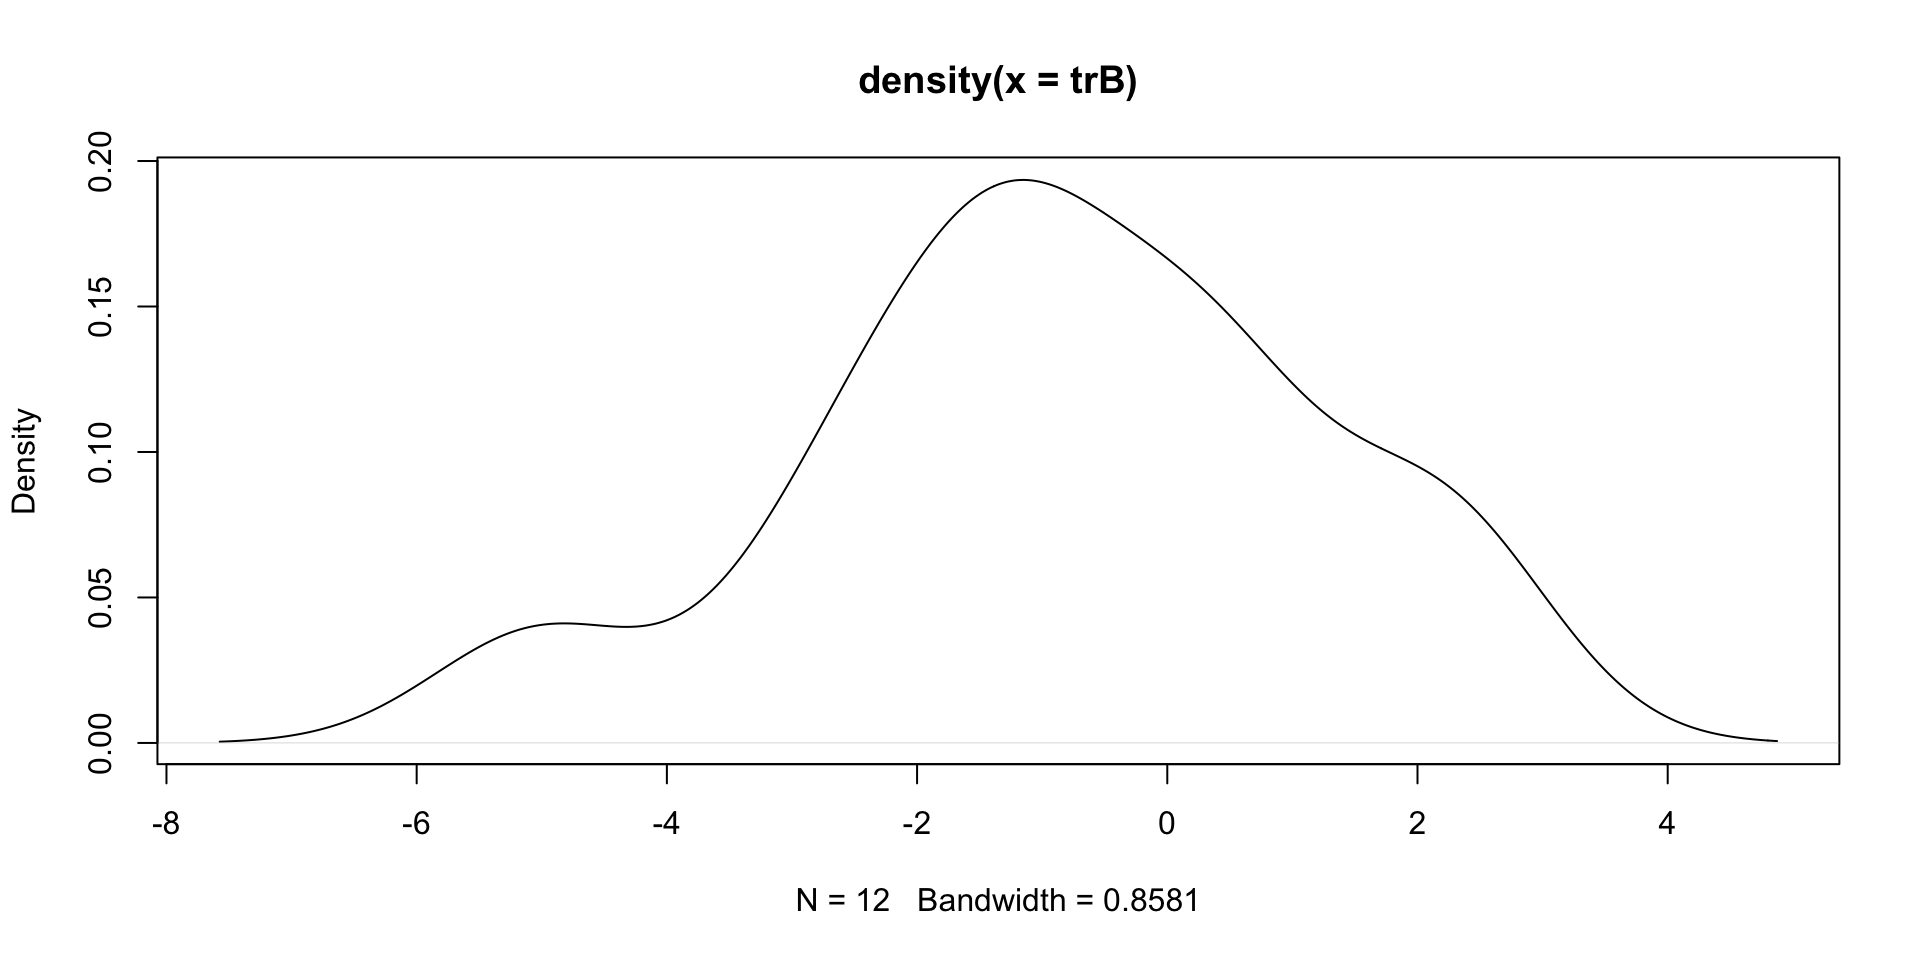 density(x = trB)
Density
0.20
0.15
0.10
0.05
0.00
-8 -6 -4 -2 0 2 4
N = 12 Bandwidth = 0.8581